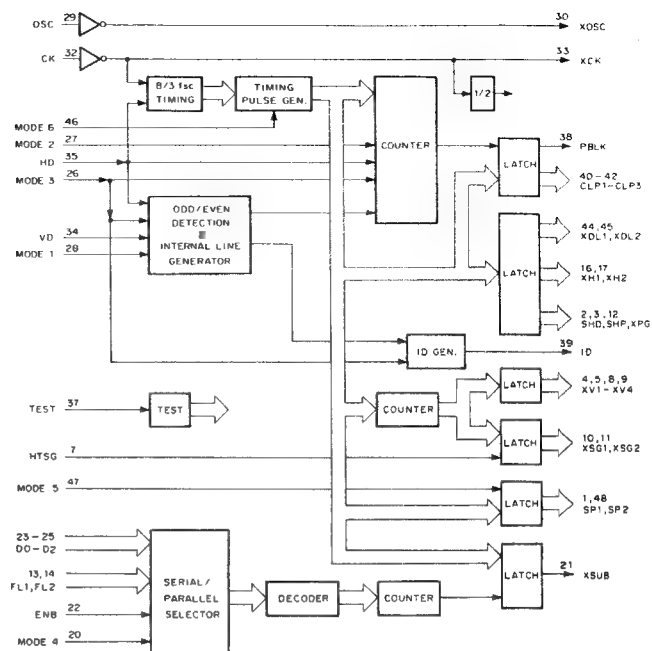 OSC 29
30 XOSC
CK 32
33 XCK
8/3 fsc
TIMING
TIMING
PULSE GEN.
1/2
MODE 6 46
MODE 2 27
HD 35
MODE 3 26
COUNTER
LATCH
38 PBLK
40-42
CLP1-CLP3
ODD/EVEN
DETECTION
INTERNAL LINE
GENERATOR
VD 34
MODE 1 28
LATCH
44, 45
XDL1, XDL2
16, 17
XH1, XH2
2, 3, 12
SHD, SHP, XPG
ID GEN.
39 ID
TEST 37
TEST
COUNTER
LATCH
4, 5, 8, 9
XV1-XV4
HTSG 7
LATCH
10, 11
XSG1, XSG2
MODE 5 47
LATCH
1, 48
SP1, SP2
23-25
D0-D2
13, 14
FL1, FL2
ENB 22
MODE 4 20
SERIAL/
PARALLEL
SELECTOR
DECODER
COUNTER
LATCH
21 XSUB